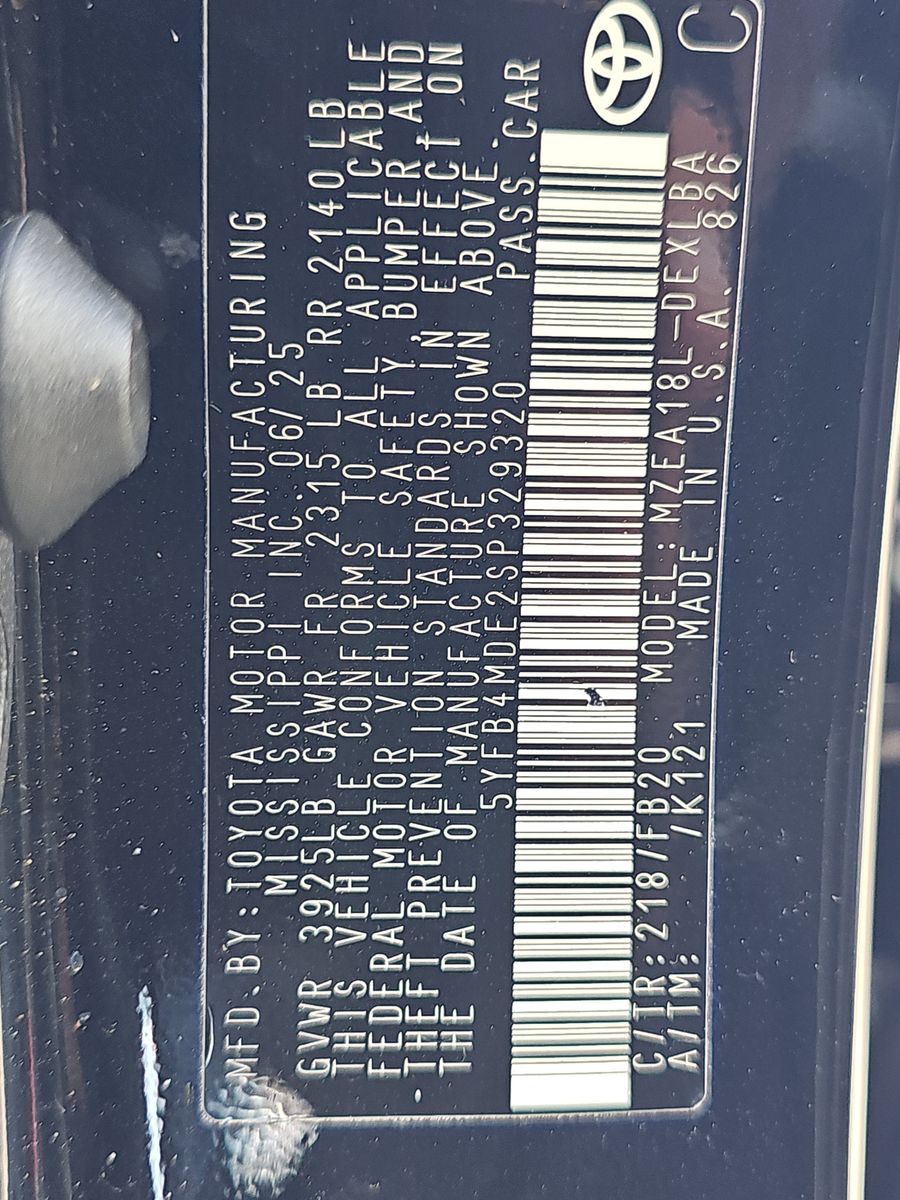 MFD.BY:TOYOTA MOTOR MANUFACTURING
MISSISSIPPI INC. 06/25
GVWR 3925LB GAWR FR 2315 LB RR 2140LB
THIS VEHICLE CONFORMS TO ALL APPLICABLE
FEDERAL MOTOR VEHICLE SAFETY, BUMPER AND
THEFT PREVENTION STANDARDS IN EFFECT ON
THE DATE OF MANUFACTURE SHOWN ABOVE.
5YFB4MDE2SP329320 PASS.CAR
C/TR:218/FB20 MODEL:MZEA18L-DEXLBA
A/TM: /K121 MADE IN U.S.A. 826
C